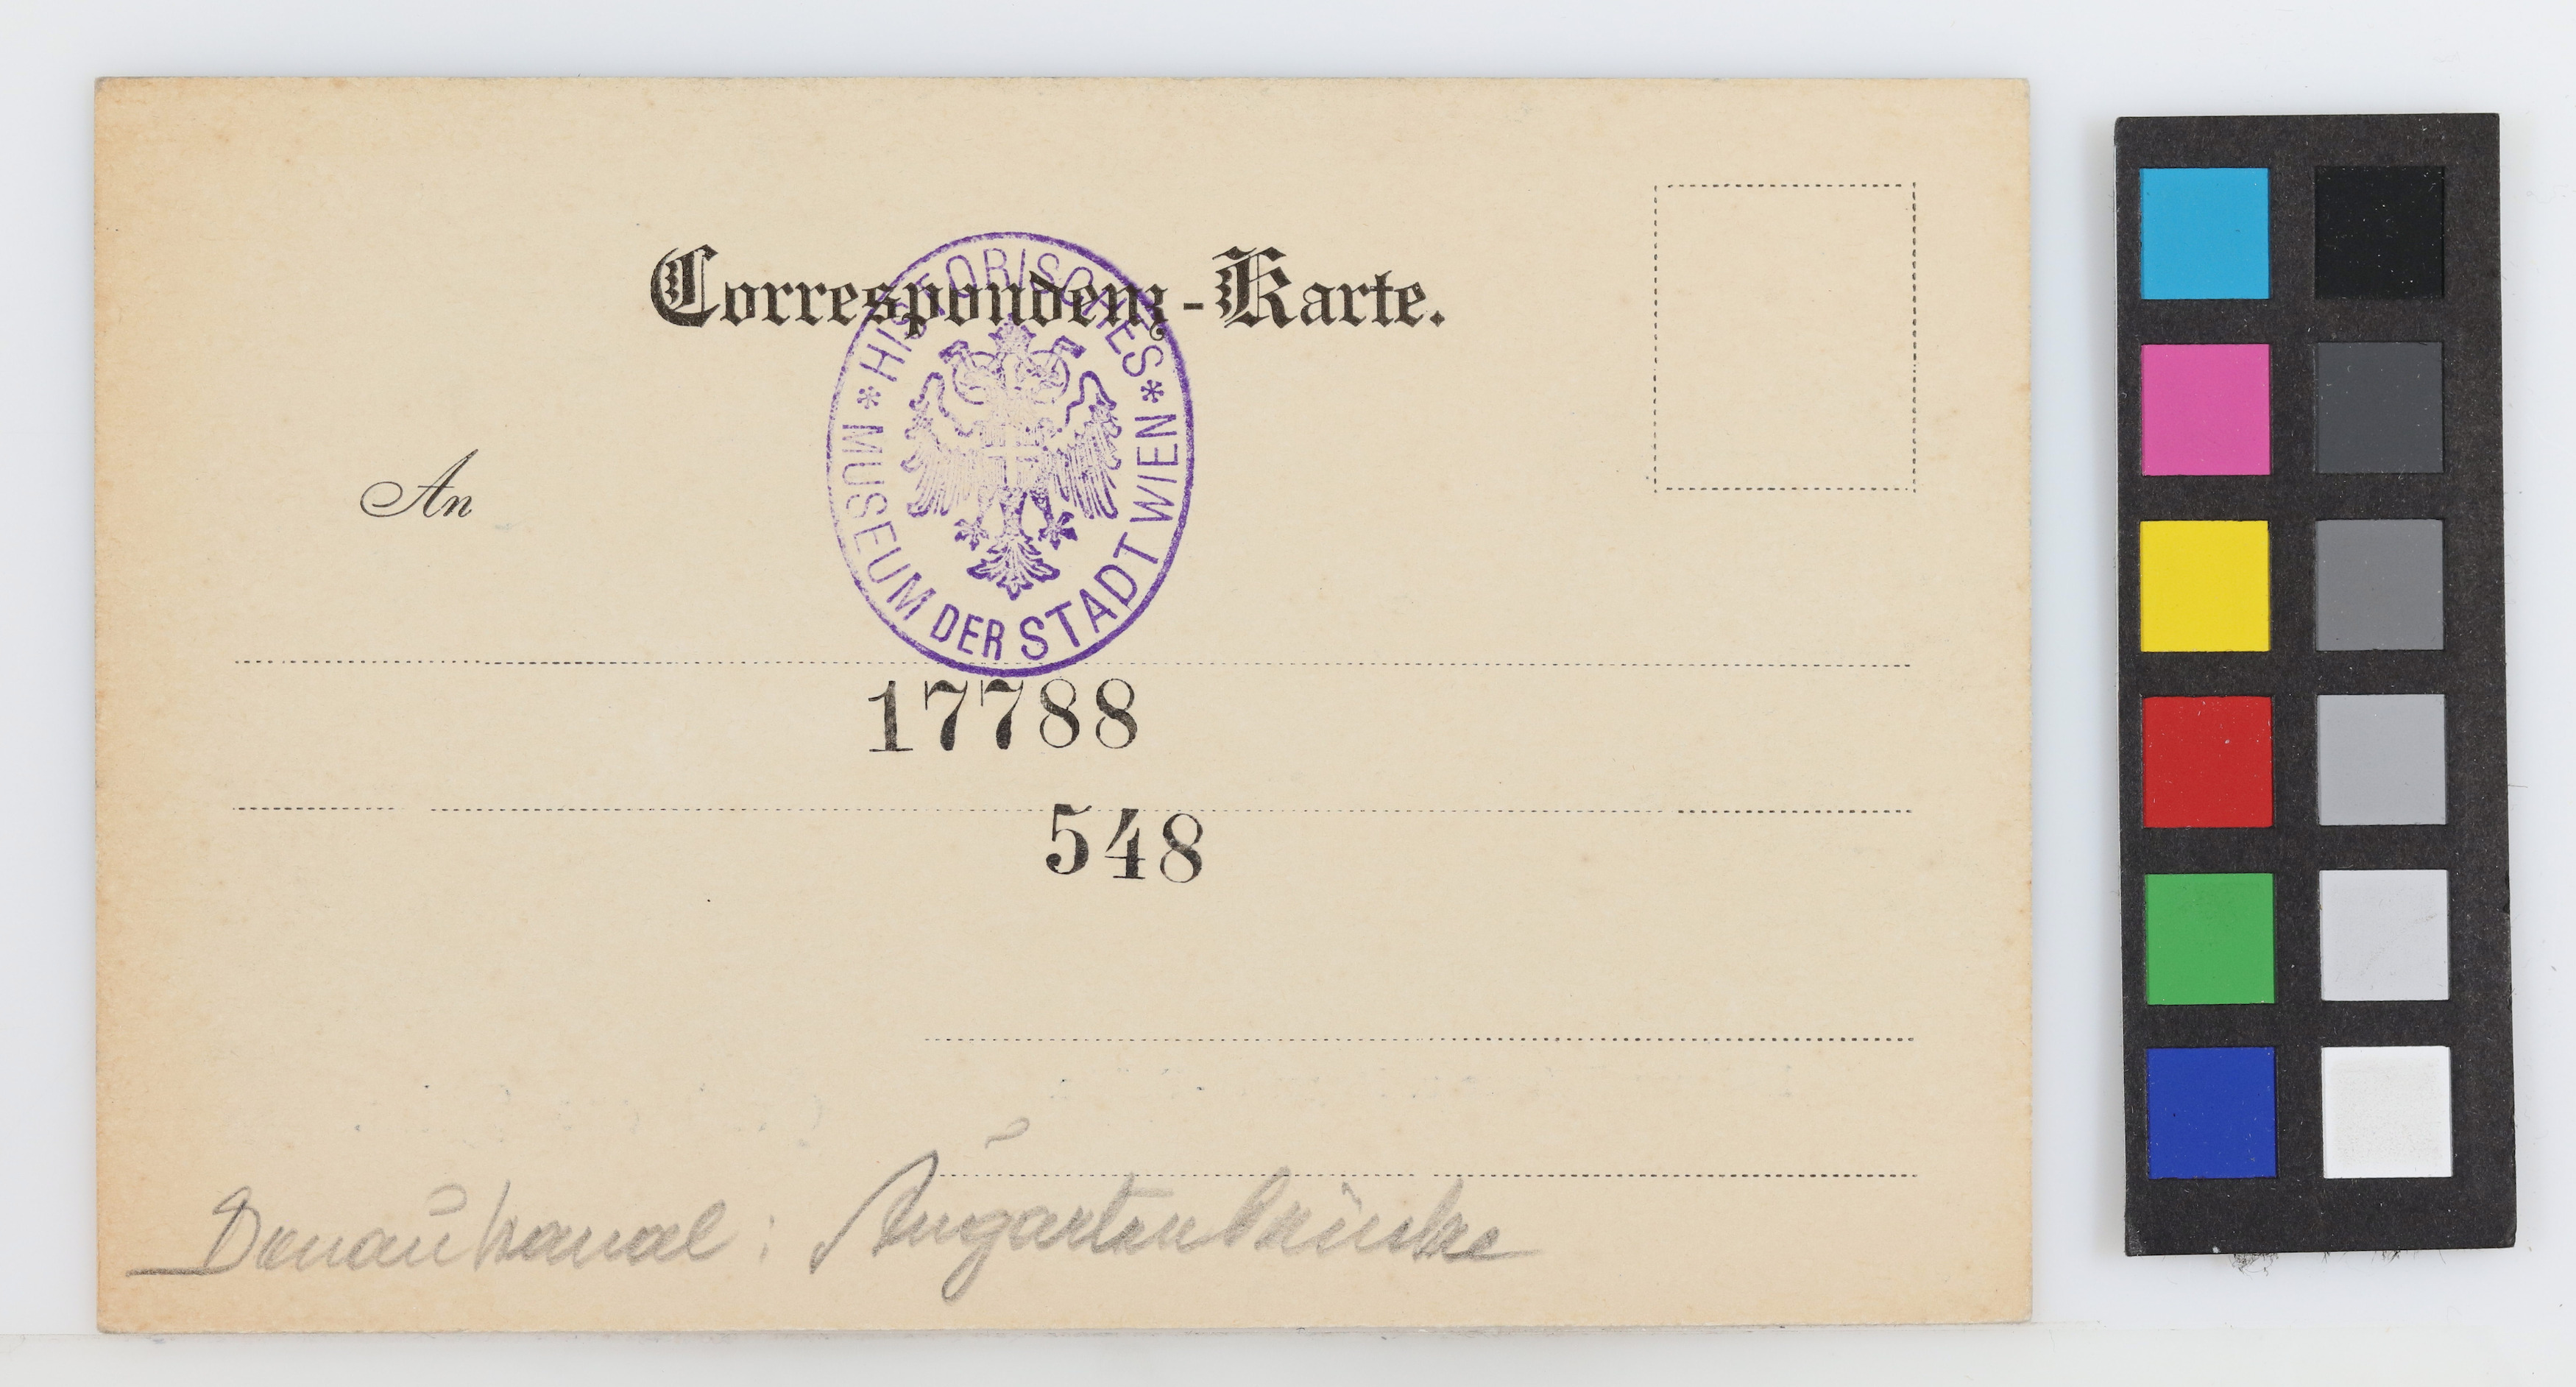 Correspondenz-Karte.
* HISTORISCHES *
MUSEUM DER STADT WIEN
An
17788
548
Donaukanal: Augartenbrücke